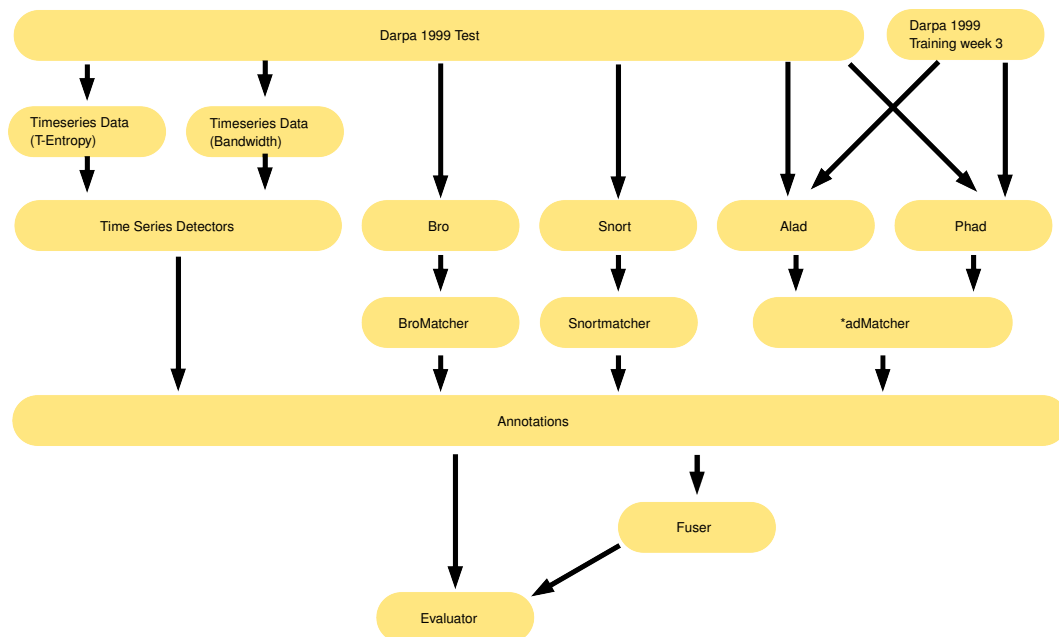 Darpa 1999 Test
Darpa 1999
Training week 3
Timeseries Data
(T-Entropy)
Timeseries Data
(Bandwidth)
Time Series Detectors
Bro
Snort
Alad
Phad
BroMatcher
Snortmatcher
*adMatcher
Annotations
Fuser
Evaluator